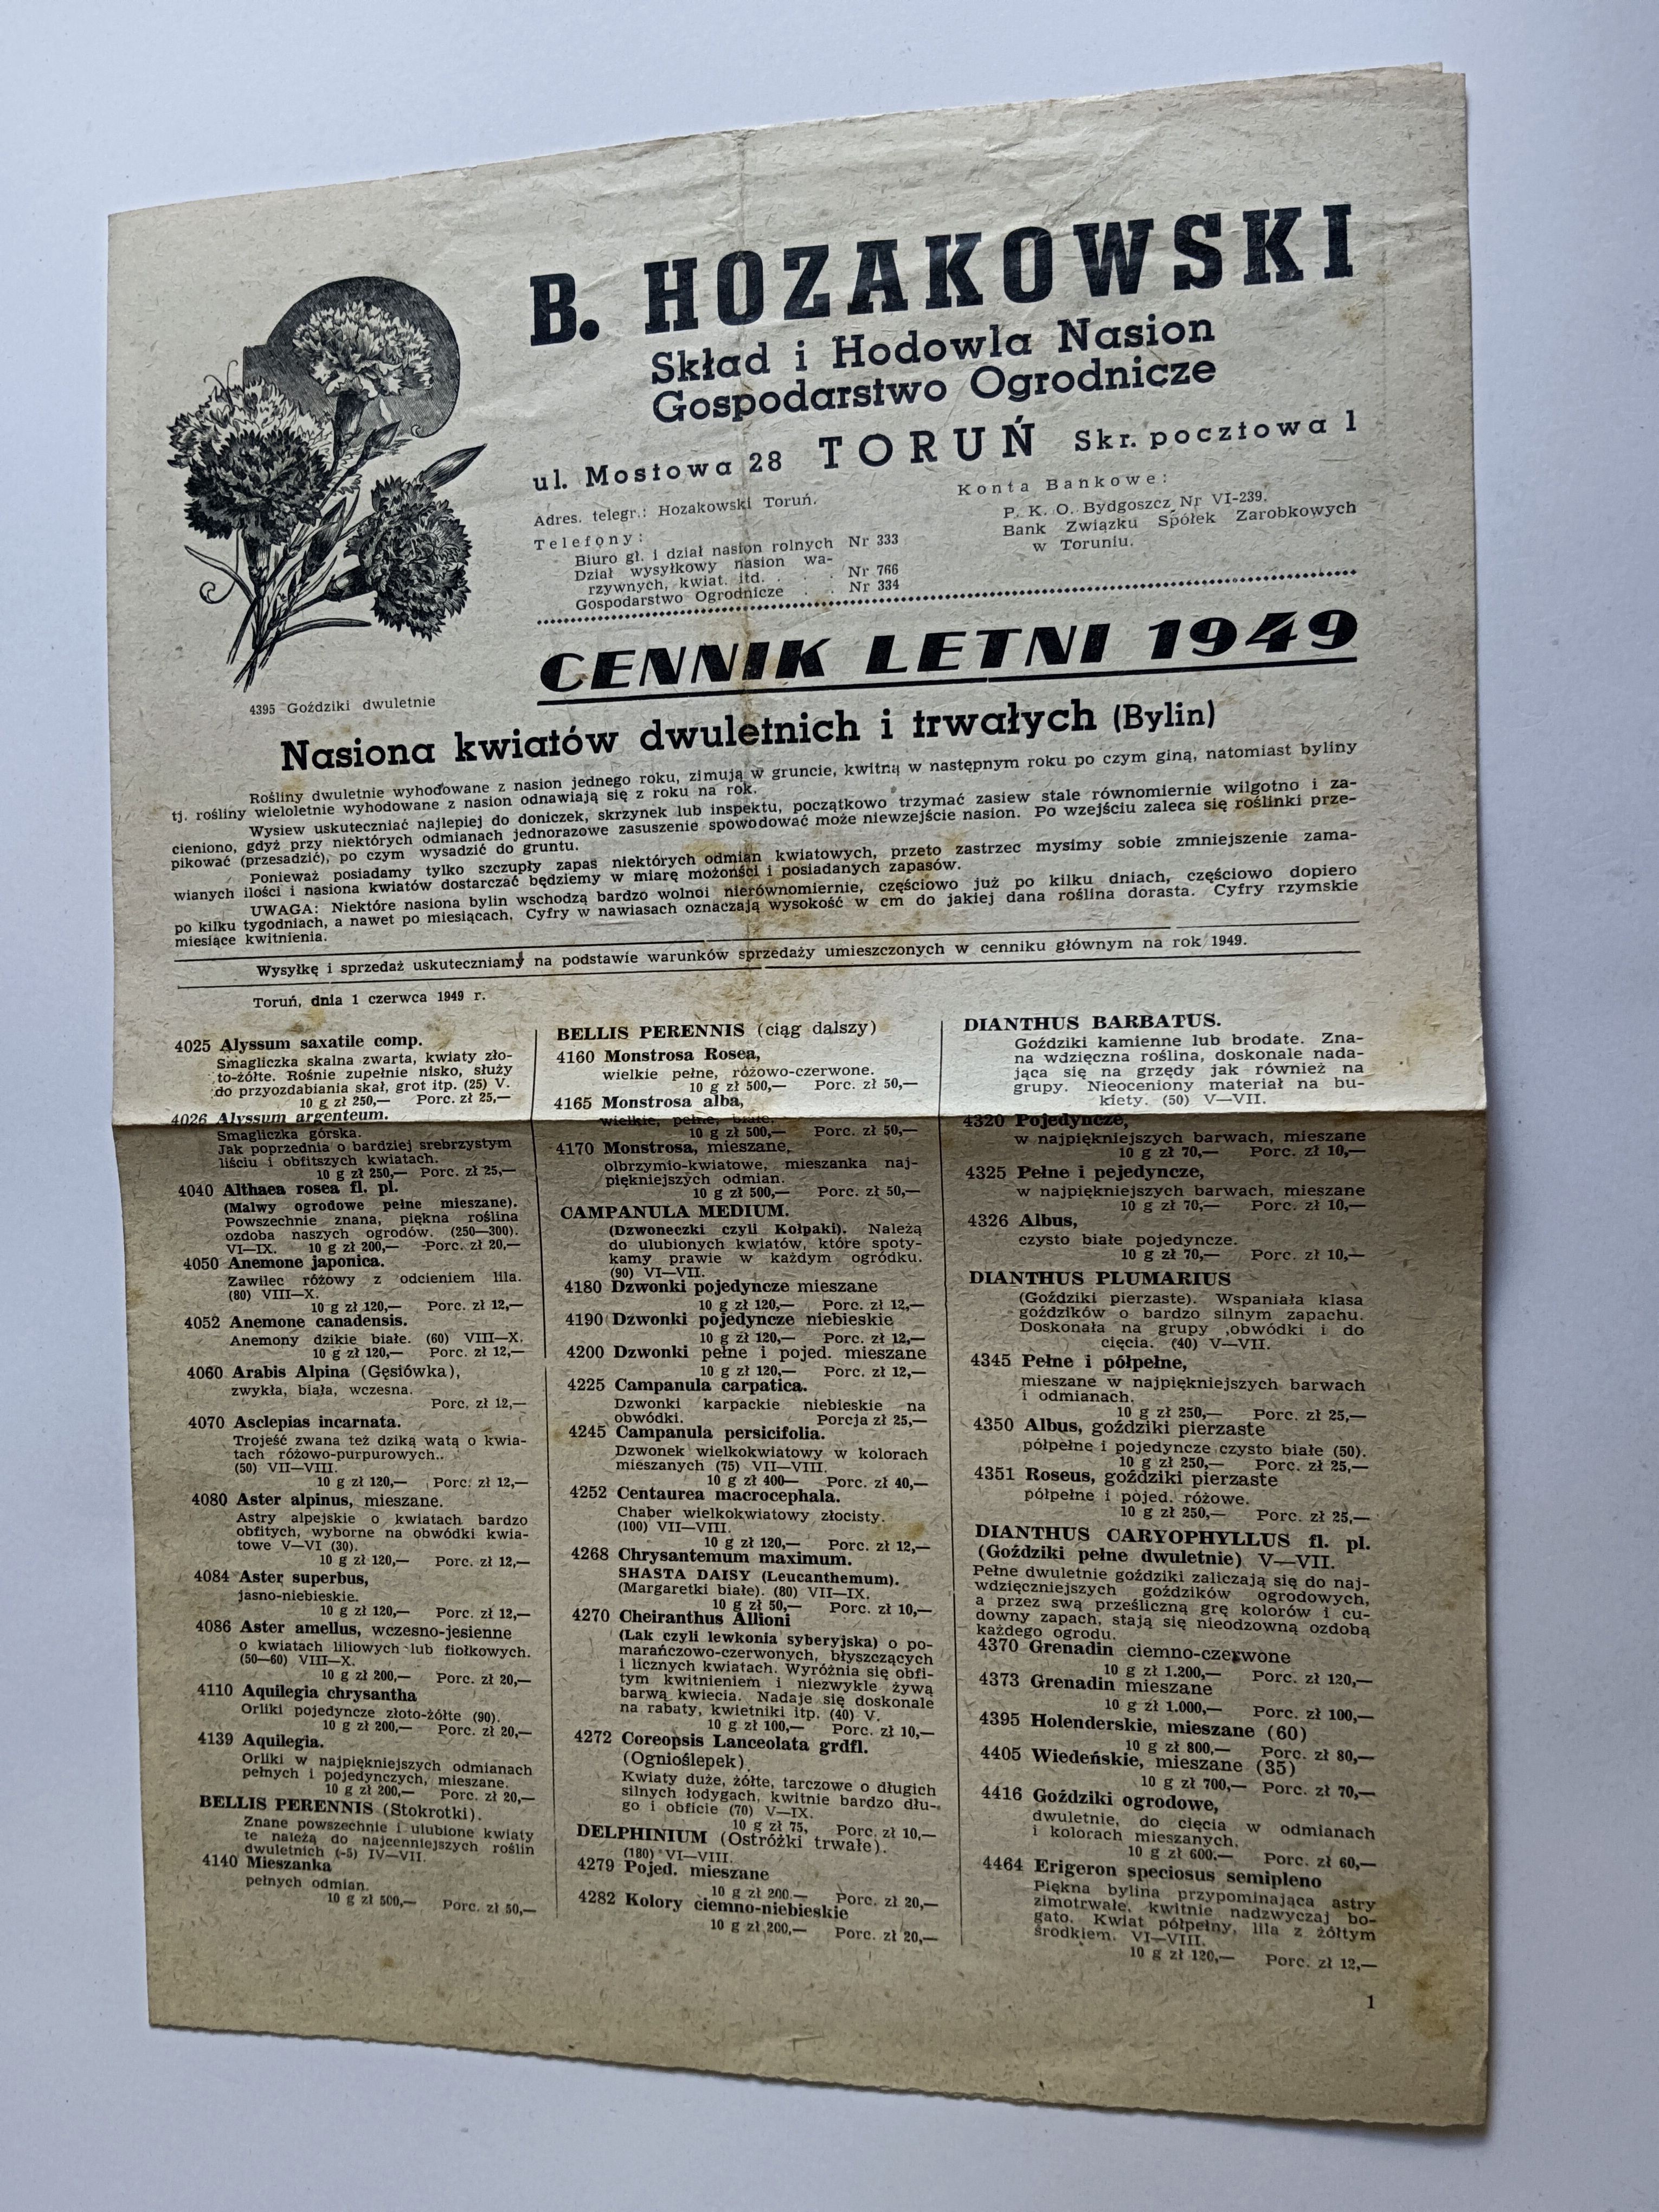 B. HOZAKOWSKI
Skład i Hodowla Nasion
Gospodarstwo Ogrodnicze
ul. Mostowa 28 TORUŃ Skr. pocztowa 1
Adres. telegr.: Hozakowski Toruń.
Telefony:
Biuro gł. i dział nasion rolnych Nr 333
Dział wysyłkowy nasion wa-
rzywnych, kwiat. itd. . . . Nr 766
Gospodarstwo Ogrodnicze . . Nr 334
Konta Bankowe:
P. K. O. Bydgoszcz Nr VI-239.
Bank Związku Spółek Zarobkowych
w Toruniu.
4395 Goździki dwuletnie
CENNIK LETNI 1949
Nasiona kwiatów dwuletnich i trwałych (Bylin)
Rośliny dwuletnie wyhodowane z nasion jednego roku, zimują w gruncie, kwitną w następnym roku po czym giną, natomiast byliny
tj. rośliny wieloletnie wyhodowane z nasion odnawiają się z roku na rok.
Wysiew uskuteczniać najlepiej do doniczek, skrzynek lub inspektu, początkowo trzymać zasiew stale równomiernie wilgotno i za-
cieniono, gdyż przy niektórych odmianach jednorazowe zasuszenie spowodować może niewzejście nasion. Po wzejściu zaleca się roślinki prze-
pikować (przesadzić), po czym wysadzić do gruntu.
Ponieważ posiadamy tylko szczupły zapas niektórych odmian kwiatowych, przeto zastrzec mysimy sobie zmniejszenie zama-
wianych ilości i nasiona kwiatów dostarczać będziemy w miarę możonści i posiadanych zapasów.
UWAGA: Niektóre nasiona bylin wschodzą bardzo wolnoi nierównomiernie, częściowo już po kilku dniach, częściowo dopiero
po kilku tygodniach, a nawet po miesiącach. Cyfry w nawiasach oznaczają wysokość w cm do jakiej dana roślina dorasta. Cyfry rzymskie
miesiące kwitnienia.
Wysyłkę i sprzedaż uskuteczniamy na podstawie warunków sprzedaży umieszczonych w cenniku głównym na rok 1949.
Toruń, dnia 1 czerwca 1949 r.
4025 Alyssum saxatile comp.
Smagliczka skalna zwarta, kwiaty zło-
to-żółte. Rośnie zupełnie nisko, służy
do przyozdabiania skał, grot itp. (25) V.
10 g zł 250,— Porc. zł 25,—
4026 Alyssum argenteum.
Smagliczka górska.
Jak poprzednia o bardziej srebrzystym
liściu i obfitszych kwiatach.
10 g zł 250,— Porc. zł 25,—
4040 Althaea rosea fl. pl.
(Malwy ogrodowe pełne mieszane).
Powszechnie znana, piękna roślina
ozdoba naszych ogrodów. (250—300).
VI—IX. 10 g zł 200,— Porc. zł 20,—
4050 Anemone japonica.
Zawilec różowy z odcieniem lila.
(80) VIII—X.
10 g zł 120,— Porc. zł 12,—
4052 Anemone canadensis.
Anemony dzikie białe. (60) VIII—X.
10 g zł 120,— Porc. zł 12,—
4060 Arabis Alpina (Gęsiówka),
zwykła, biała, wczesna.
Porc. zł 12,—
4070 Asclepias incarnata.
Trojeść zwana też dziką watą o kwia-
tach różowo-purpurowych..
(50) VII—VIII.
10 g zł 120,— Porc. zł 12,—
4080 Aster alpinus, mieszane.
Astry alpejskie o kwiatach bardzo
obfitych, wyborne na obwódki kwia-
towe V—VI (30).
10 g zł 120,— Porc. zł 12,—
4084 Aster superbus,
jasno-niebieskie.
10 g zł 120,— Porc. zł 12,—
4086 Aster amellus, wczesno-jesienne
o kwiatach liliowych lub fiołkowych.
(50—60) VIII—X.
10 g zł 200,— Porc. zł 20,—
4110 Aquilegia chrysantha
Orliki pojedyncze złoto-żółte (90).
10 g zł 200,— Porc. zł 20,—
4139 Aquilegia.
Orliki w najpiękniejszych odmianach
pełnych i pojedynczych, mieszane.
10 g zł 200,— Porc. zł 20,—
BELLIS PERENNIS (Stokrotki).
Znane powszechnie i ulubione kwiaty
te należą do najcenniejszych roślin
dwuletnich (-5) IV—VII.
4140 Mieszanka
pełnych odmian.
10 g zł 500,— Porc. zł 50,—
BELLIS PERENNIS (ciąg dalszy)
4160 Monstrosa Rosea,
wielkie pełne, różowo-czerwone.
10 g zł 500,— Porc. zł 50,—
4165 Monstrosa alba,
wielkie, pełne, białe.
10 g zł 500,— Porc. zł 50,—
4170 Monstrosa, mieszane,
olbrzymio-kwiatowe, mieszanka naj-
piękniejszych odmian.
10 g zł 500,— Porc. zł 50,—
CAMPANULA MEDIUM.
(Dzwoneczki czyli Kołpaki). Należą
do ulubionych kwiatów, które spoty-
kamy prawie w każdym ogródku.
(90) VI—VII.
4180 Dzwonki pojedyncze mieszane
10 g zł 120,— Porc. zł 12,—
4190 Dzwonki pojedyncze niebieskie
10 g zł 120,— Porc. zł 12,—
4200 Dzwonki pełne i pojed. mieszane
10 g zł 120,— Porc. zł 12,—
4225 Campanula carpatica.
Dzwonki karpackie niebieskie na
obwódki. Porcja zł 25,—
4245 Campanula persicifolia.
Dzwonek wielkokwiatowy w kolorach
mieszanych (75) VII—VIII.
10 g zł 400— Porc. zł 40,—
4252 Centaurea macrocephala.
Chaber wielkokwiatowy złocisty.
(100) VII—VIII.
10 g zł 120,— Porc. zł 12,—
4268 Chrysantemum maximum.
SHASTA DAISY (Leucanthemum).
(Margaretki białe). (80) VII—IX.
10 g zł 50,— Porc. zł 10,—
4270 Cheiranthus Allioni
(Lak czyli lewkonia syberyjska) o po-
marańczowo-czerwonych, błyszczących
i licznych kwiatach. Wyróżnia się obfi-
tym kwitnieniem i niezwykle żywą
barwą kwiecia. Nadaje się doskonale
na rabaty, kwietniki itp. (40) V.
10 g zł 100,— Porc. zł 10,—
4272 Coreopsis Lanceolata grdfl.
(Ognioślepek)
Kwiaty duże, żółte, tarczowe o długich
silnych łodygach, kwitnie bardzo dłu-
go i obficie (70) V—IX.
10 g zł 75, Porc. zł 10,—
DELPHINIUM (Ostróżki trwałe).
(180) VI—VIII.
4279 Pojed. mieszane
10 g zł 200.— Porc. zł 20,—
4282 Kolory ciemno-niebieskie
10 g zł 200,— Porc. zł 20,—
DIANTHUS BARBATUS.
Goździki kamienne lub brodate. Zna-
na wdzięczna roślina, doskonale nada-
jąca się na grzędy jak również na
grupy. Nieoceniony materiał na bu-
kiety. (50) V—VII.
4320 Pojedyncze,
w najpiękniejszych barwach, mieszane
10 g zł 70,— Porc. zł 10,—
4325 Pełne i pejedyncze,
w najpiękniejszych barwach, mieszane
10 g zł 70,— Porc. zł 10,—
4326 Albus,
czysto białe pojedyncze.
10 g zł 70,— Porc. zł 10,—
DIANTHUS PLUMARIUS
(Goździki pierzaste). Wspaniała klasa
goździków o bardzo silnym zapachu.
Doskonała na grupy ,obwódki i do
cięcia. (40) V—VII.
4345 Pełne i półpełne,
mieszane w najpiękniejszych barwach
i odmianach.
10 g zł 250,— Porc. zł 25,—
4350 Albus, goździki pierzaste
półpełne i pojedyncze czysto białe (50).
10 g zł 250,— Porc. zł 25,—
4351 Roseus, goździki pierzaste
półpełne i pojed. różowe.
10 g zł 250,— Porc. zł 25,—
DIANTHUS CARYOPHYLLUS fl. pl.
(Goździki pełne dwuletnie) V—VII.
Pełne dwuletnie goździki zaliczają się do naj-
wdzięczniejszych goździków ogrodowych,
a przez swą prześliczną grę kolorów i cu-
downy zapach, stają się nieodzowną ozdobą
każdego ogrodu.
4370 Grenadin ciemno-czerwone
10 g zł 1.200,— Porc. zł 120,—
4373 Grenadin mieszane
10 g zł 1.000,— Porc. zł 100,—
4395 Holenderskie, mieszane (60)
10 g zł 800,— Porc. zł 80,—
4405 Wiedeńskie, mieszane (35)
10 g zł 700,— Porc. zł 70,—
4416 Goździki ogrodowe,
dwuletnie, do cięcia w odmianach
i kolorach mieszanych.
10 g zł 600.— Porc. zł 60,—
4464 Erigeron speciosus semipleno
Piękna bylina przypominająca astry
zimotrwałe, kwitnie nadzwyczaj bo-
gato. Kwiat półpełny, lila z żółtym
środkiem. VI—VIII.
10 g zł 120,— Porc. zł 12,—
1